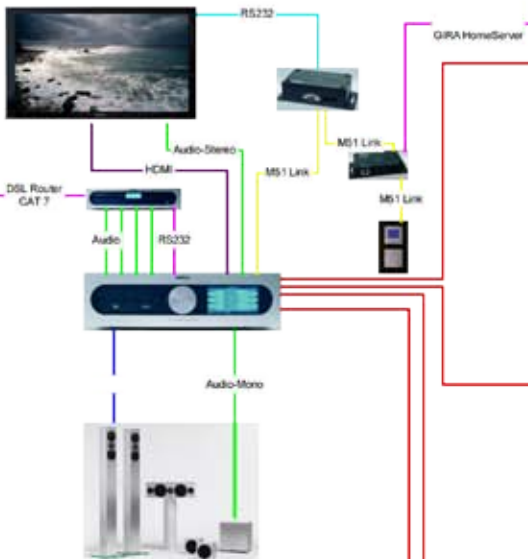 RS232
GIRA HomeServer
Audio-Stereo
M51 Link
HDMI
M51 Link
DSL Router
CAT 7
M51 Link
Audio
RS232
Audio-Mono